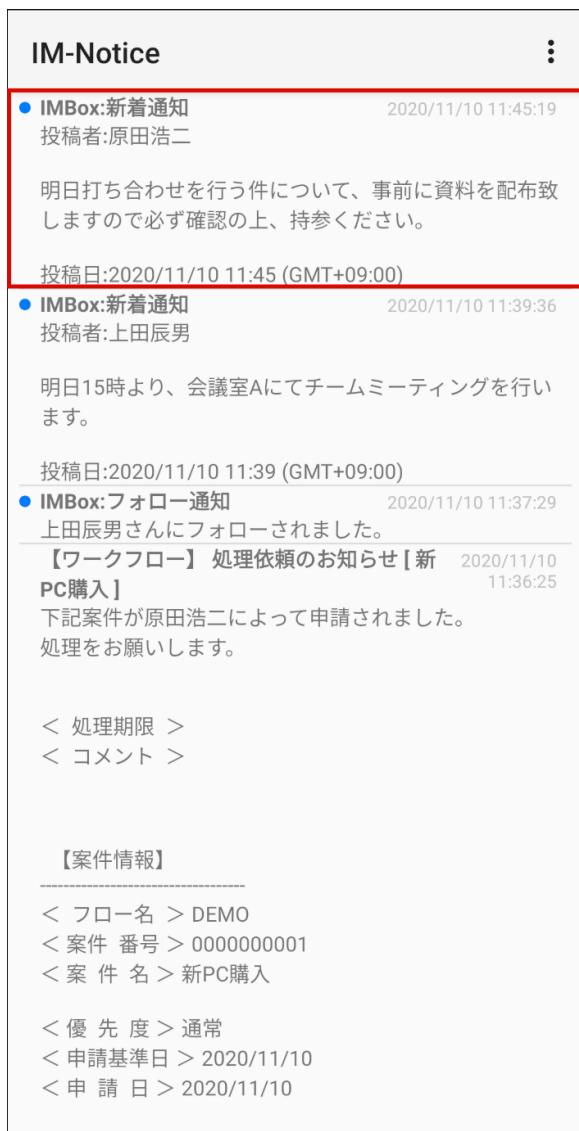 IM-Notice
IMBox:新着通知 2020/11/10 11:45:19
投稿者:原田浩二
明日打ち合わせを行う件について、事前に資料を配布致
しますので必ず確認の上、持参ください。
投稿日:2020/11/10 11:45 (GMT+09:00)
IMBox:新着通知 2020/11/10 11:39:36
投稿者:上田辰男
明日15時より、会議室Aにてチームミーティングを行い
ます。
投稿日:2020/11/10 11:39 (GMT+09:00)
IMBox:フォロー通知 2020/11/10 11:37:29
上田辰男さんにフォローされました。
【ワークフロー】 処理依頼のお知らせ [ 新 2020/11/10
PC購入 ] 11:36:25
下記案件が原田浩二によって申請されました。
処理をお願いします。
＜ 処理期限 ＞
＜ コメント ＞
【案件情報】
-----------------------------------
＜ フロー名 ＞ DEMO
＜ 案件 番号 ＞ 0000000001
＜ 案 件 名 ＞ 新PC購入
＜ 優 先 度 ＞ 通常
＜ 申請基準日 ＞ 2020/11/10
＜ 申 請 日 ＞ 2020/11/10